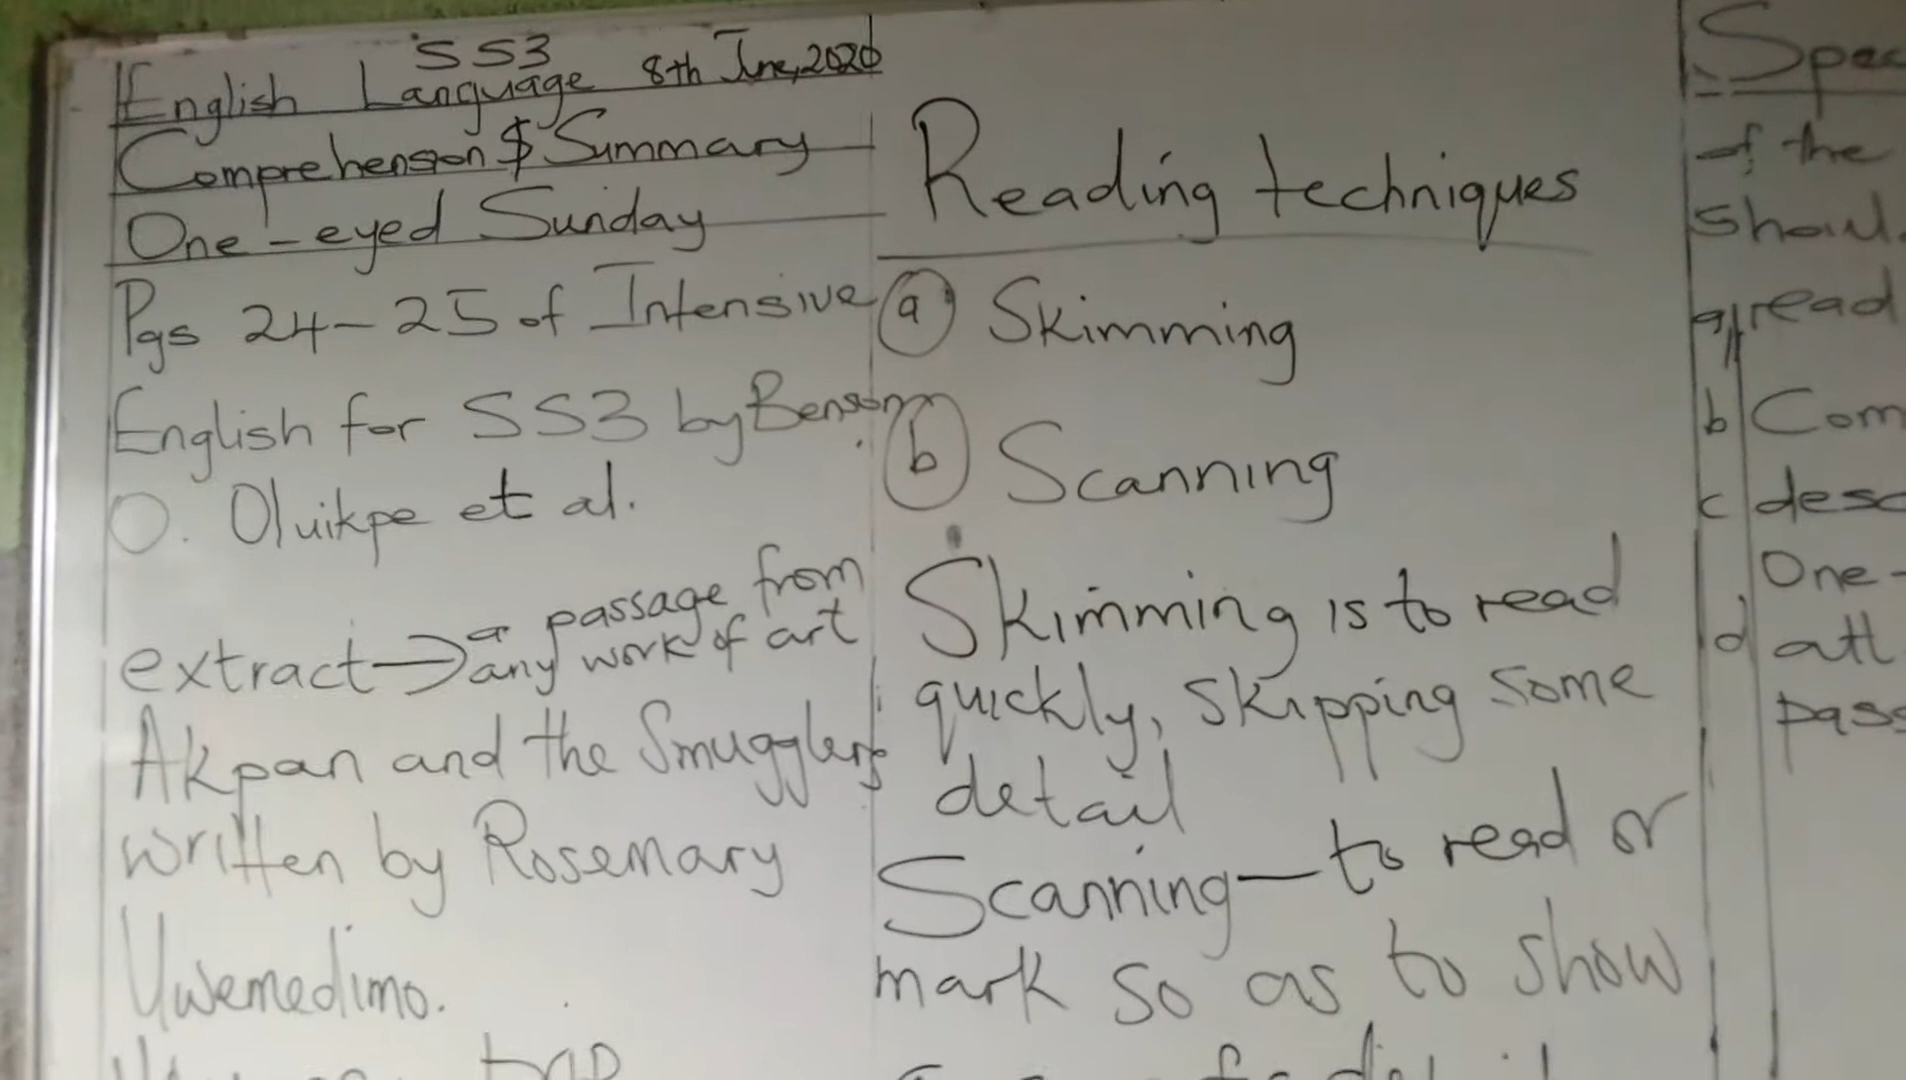 SS3
English Language 8th June, 2020
Comprehension & Summary
One-eyed Sunday
Pgs 24-25 of Intensive
English for SS3 by Benson
O. Oluikpe et al.
extract → a passage from
any work of art
Akpan and the Smugglers
written by Rosemary
Uwemedimo.
Reading techniques
(a) Skimming
(b) Scanning
Skimming is to read
quickly, skipping some
detail
Scanning — to read or
mark so as to show
Spec
of the
a) read
b Com
c desc
One-
d
pass